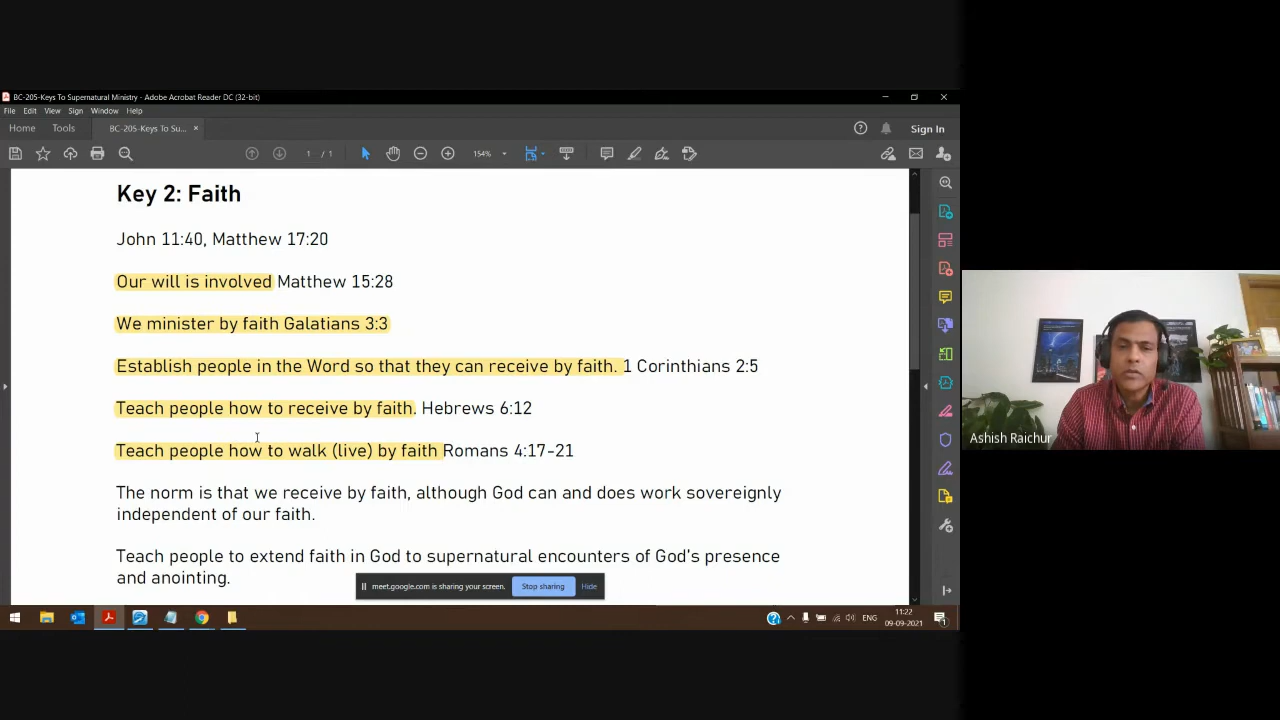 BC-205-Keys To Supernatural Ministry - Adobe Acrobat Reader DC (32-bit)
File Edit View Sign Window Help
Home Tools BC-205-Keys To Su... × Sign In
1 / 1 154%
Key 2: Faith
John 11:40, Matthew 17:20
Our will is involved Matthew 15:28
We minister by faith Galatians 3:3
Establish people in the Word so that they can receive by faith. 1 Corinthians 2:5
Teach people how to receive by faith. Hebrews 6:12
Teach people how to walk (live) by faith Romans 4:17-21
The norm is that we receive by faith, although God can and does work sovereignly
independent of our faith.
Teach people to extend faith in God to supernatural encounters of God's presence
and anointing.
meet.google.com is sharing your screen. Stop sharing Hide
ENG 11:22
09-09-2021
Ashish Raichur